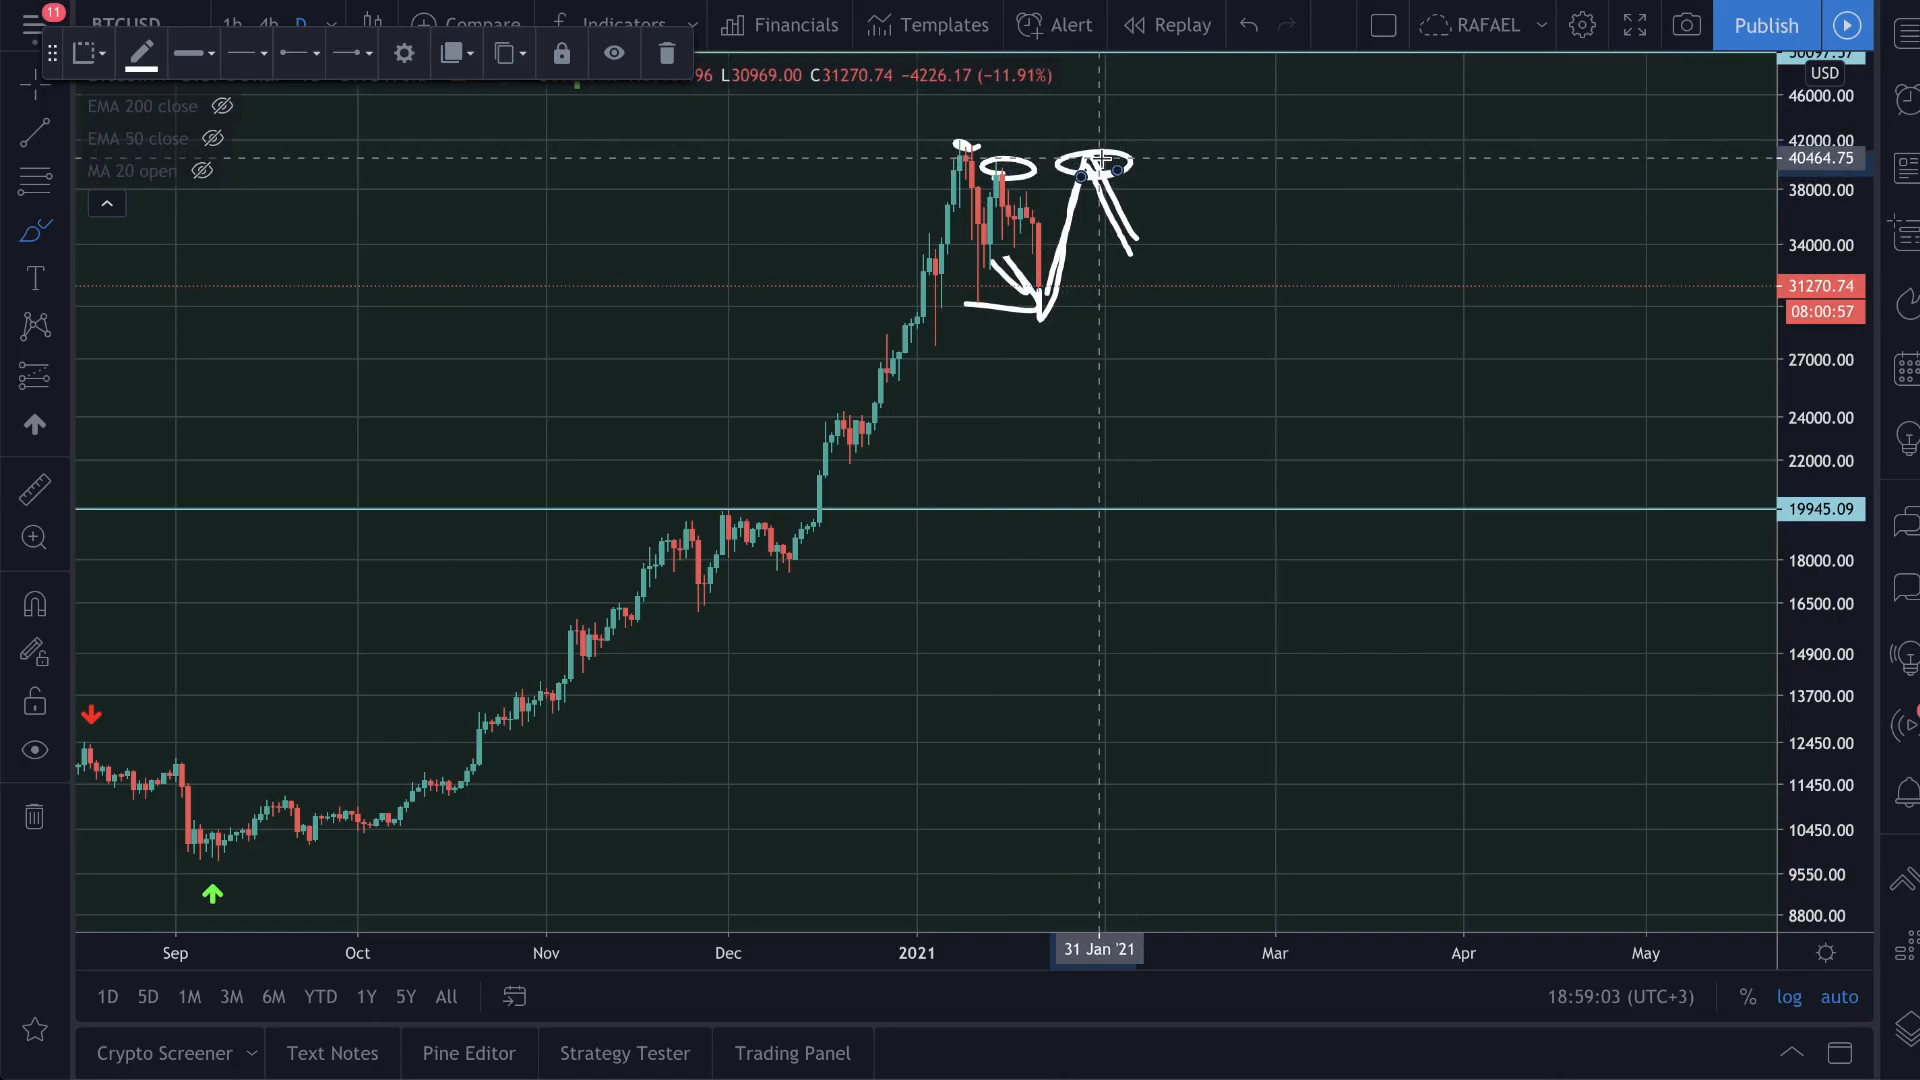 11
BTCUSD 1h 4h D Compare Indicators Financials Templates Alert Replay RAFAEL Publish
96 L30969.00 C31270.74 −4226.17 (−11.91%)
USD
EMA 200 close
EMA 50 close
MA 20 open
46000.00
42000.00
40464.75
38000.00
34000.00
31270.74
08:00:57
27000.00
24000.00
22000.00
19945.09
18000.00
16500.00
14900.00
13700.00
12450.00
11450.00
10450.00
9550.00
8800.00
Sep Oct Nov Dec 2021 31 Jan '21 Mar Apr May
1D 5D 1M 3M 6M YTD 1Y 5Y All 18:59:03 (UTC+3) % log auto
Crypto Screener Text Notes Pine Editor Strategy Tester Trading Panel